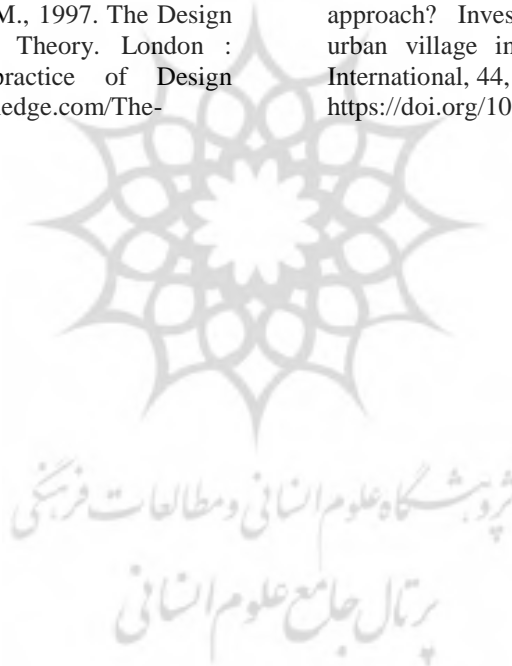 M., 1997. The Design
Theory. London :
practice of Design
edge.com/The-
approach? Inves
urban village in
International, 44,
https://doi.org/10
پژوهشگاه علوم انسانی و مطالعات فرهنگی
پرتال جامع علوم انسانی